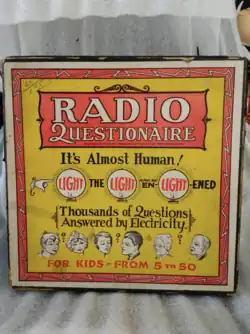 RADIO
QUESTIONAIRE
It's Almost Human!
LIGHT THE LIGHT EN- LIGHT -ENED
Thousands of Questions
Answered by Electricity.
FOR KIDS - FROM 5 TO 50